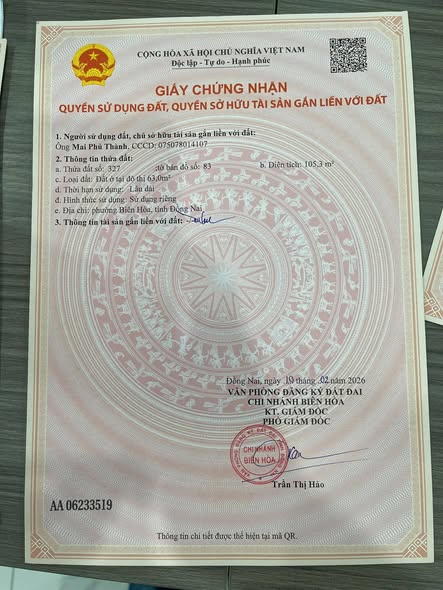 CỘNG HÒA XÃ HỘI CHỦ NGHĨA VIỆT NAM
Độc lập - Tự do - Hạnh phúc
GIẤY CHỨNG NHẬN
QUYỀN SỬ DỤNG ĐẤT, QUYỀN SỞ HỮU TÀI SẢN GẮN LIỀN VỚI ĐẤT
1. Người sử dụng đất, chủ sở hữu tài sản gắn liền với đất:
Ông Mai Phú Thành, CCCD: 075078014107
2. Thông tin thửa đất:
a. Thửa đất số: 327 ;tờ bản đồ số: 83 b. Diện tích: 105,3 m²
c. Loại đất: Đất ở tại đô thị 63,0m²
d. Thời hạn sử dụng: Lâu dài
đ. Hình thức sử dụng: Sử dụng riêng
e. Địa chỉ: phường Biên Hòa, tỉnh Đồng Nai
3. Thông tin tài sản gắn liền với đất:
Đồng Nai, ngày 10 tháng 02 năm 2026
VĂN PHÒNG ĐĂNG KÝ ĐẤT ĐAI
CHI NHÁNH BIÊN HÒA
KT. GIÁM ĐỐC
PHÓ GIÁM ĐỐC
CHI NHÁNH
BIÊN HÒA
Trần Thị Hảo
AA 06233519
Thông tin chi tiết được thể hiện tại mã QR.